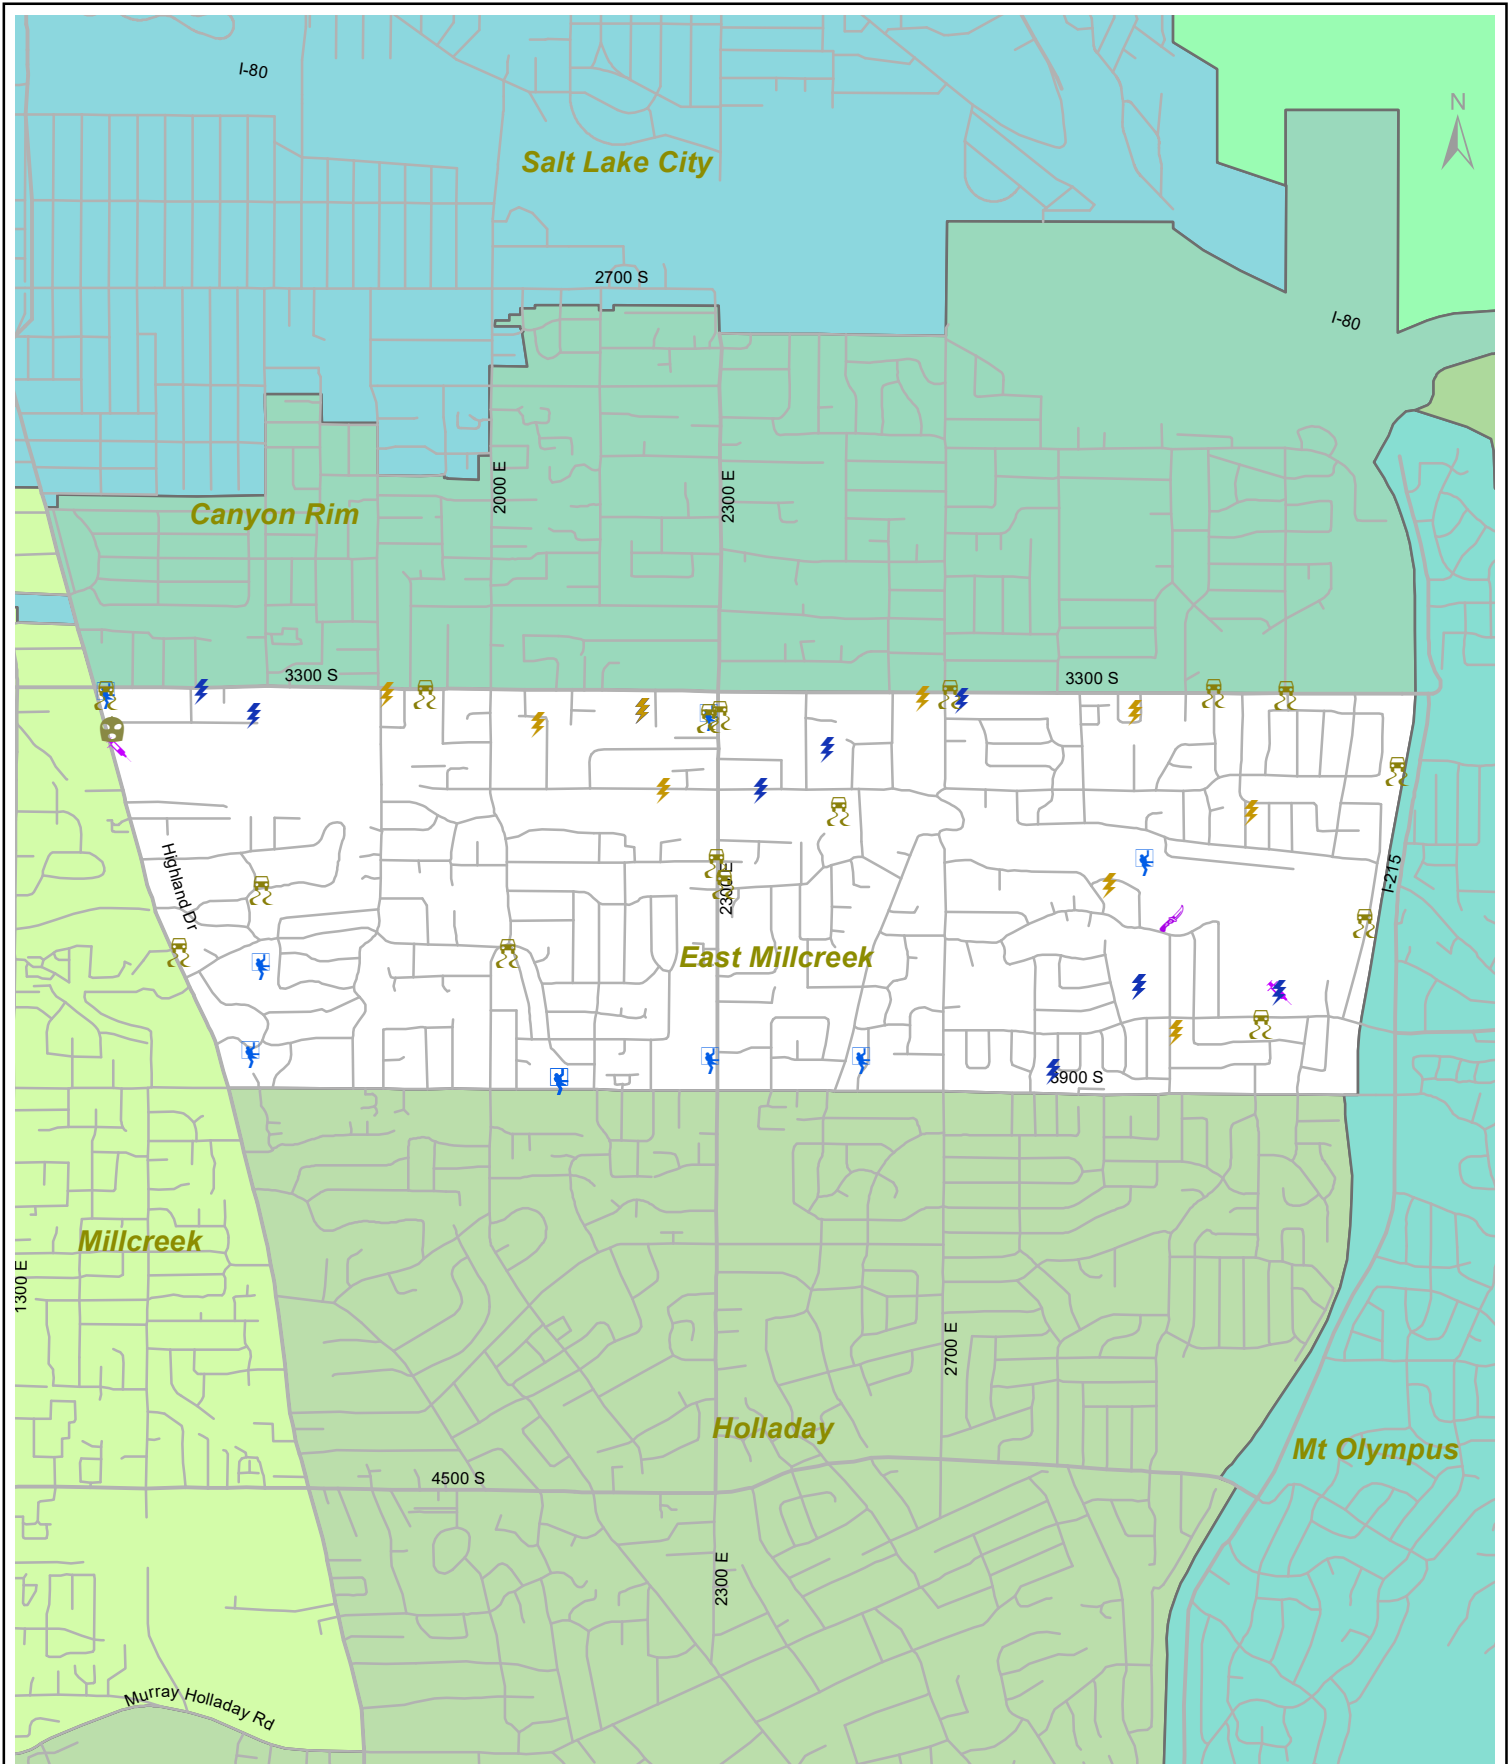 I-80
N
Salt Lake City
2700 S
I-80
2000 E
2300 E
Canyon Rim
3300 S
3300 S
Highland Dr
2300 E
I-215
East Millcreek
3900 S
Millcreek
1300 E
2700 E
Holladay
Mt Olympus
4500 S
2300 E
Murray Holladay Rd